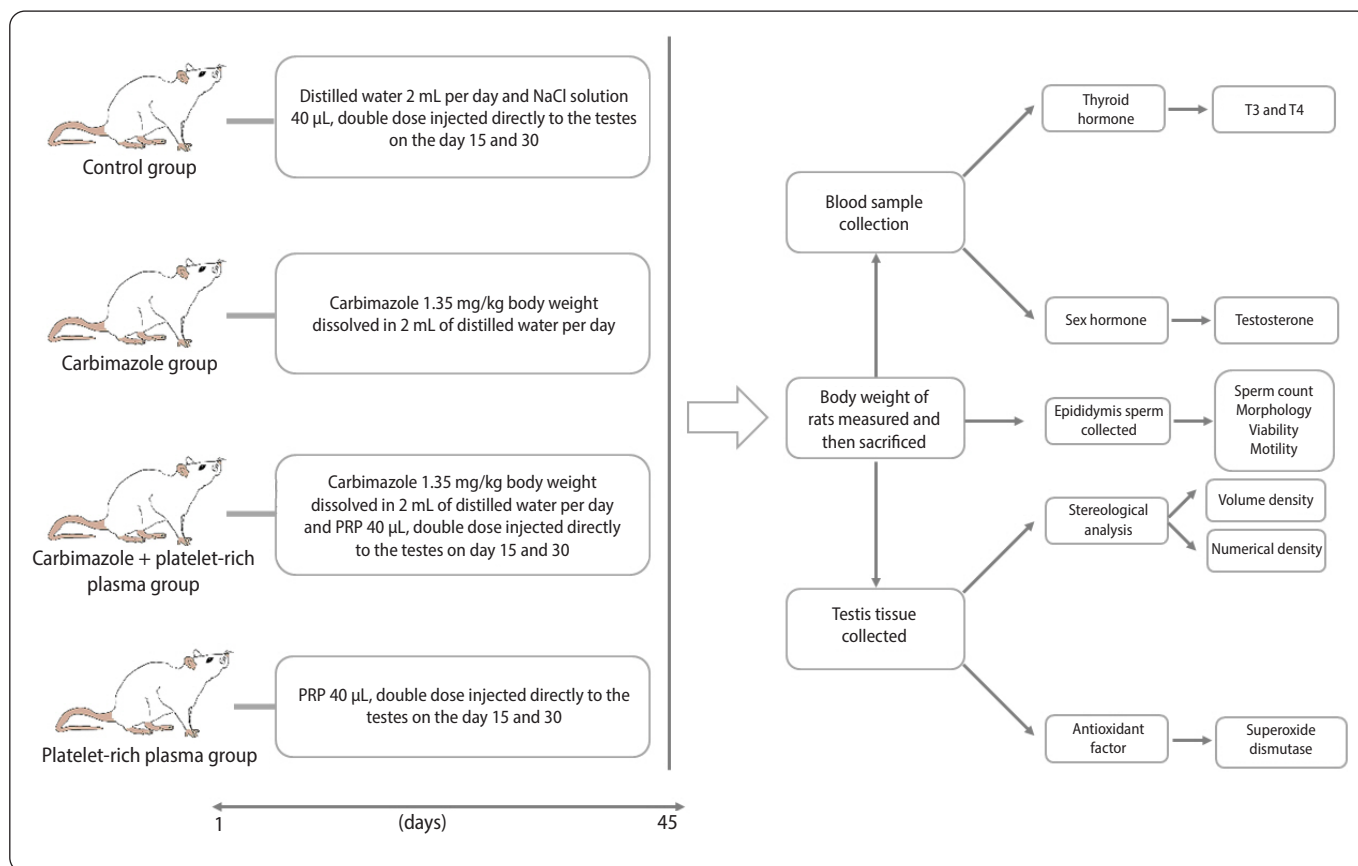 Distilled water 2 mL per day and NaCl solution
40 µL, double dose injected directly to the testes
on the day 15 and 30
Control group
Carbimazole 1.35 mg/kg body weight
dissolved in 2 mL of distilled water per day
Carbimazole group
Carbimazole 1.35 mg/kg body weight
dissolved in 2 mL of distilled water per day
and PRP 40 µL, double dose injected directly
to the testes on day 15 and 30
Carbimazole + platelet-rich
plasma group
PRP 40 µL, double dose injected directly to the
testes on the day 15 and 30
Platelet-rich plasma group
1
(days)
45
Body weight of
rats measured and
then sacrificed
Blood sample
collection
Thyroid
hormone
T3 and T4
Sex hormone
Testosterone
Epididymis sperm
collected
Sperm count
Morphology
Viability
Motility
Testis tissue
collected
Stereological
analysis
Volume density
Numerical density
Antioxidant
factor
Superoxide
dismutase